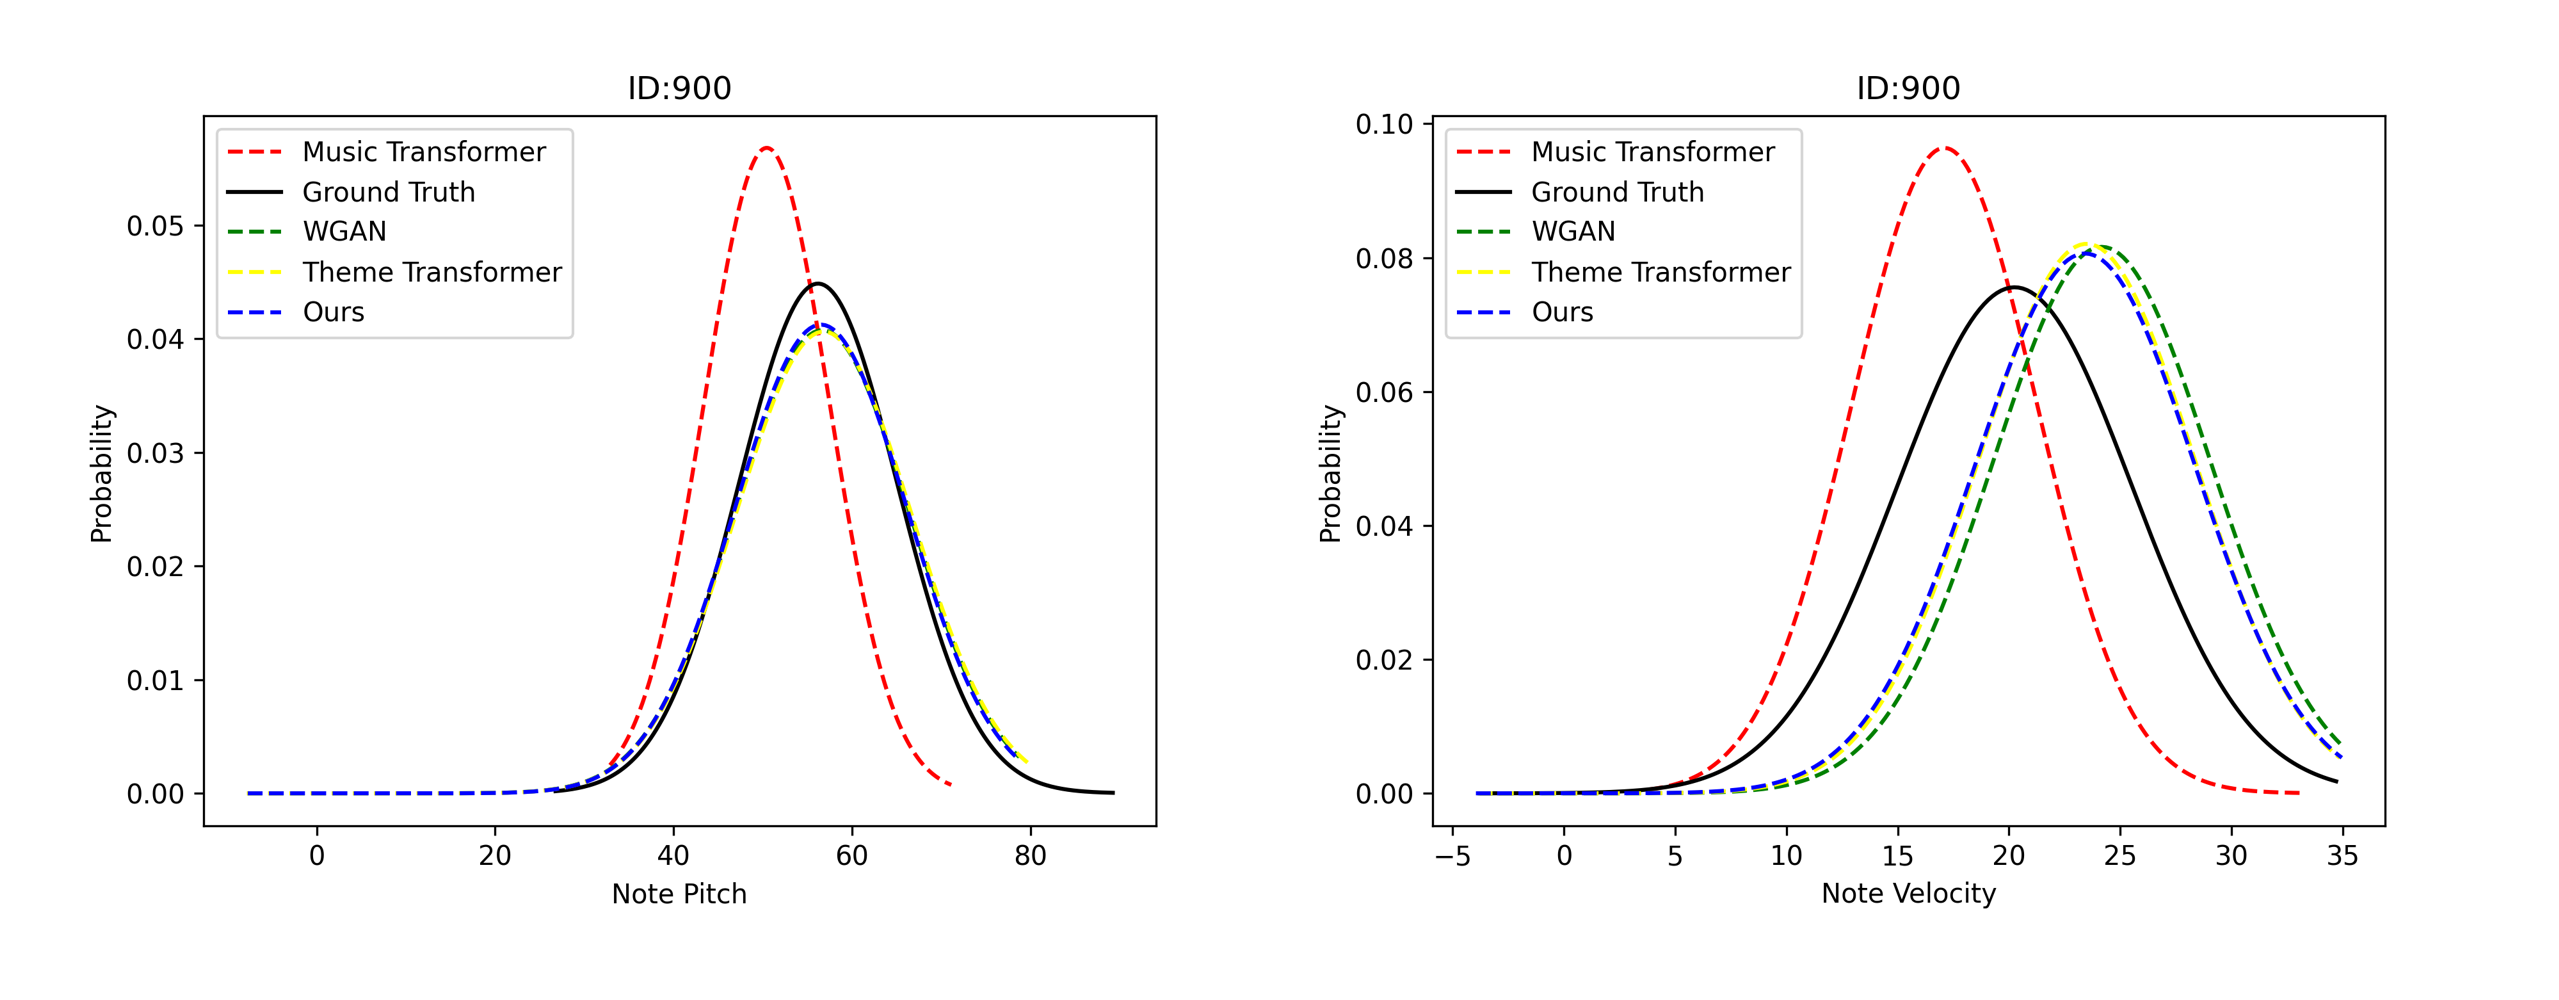 ID:900
Music Transformer
Ground Truth
WGAN
Theme Transformer
Ours
0.05
0.04
0.03
0.02
0.01
0.00
Probability
0
20
40
60
80
Note Pitch
ID:900
Music Transformer
Ground Truth
WGAN
Theme Transformer
Ours
0.10
0.08
0.06
0.04
0.02
0.00
Probability
−5
0
5
10
15
20
25
30
35
Note Velocity